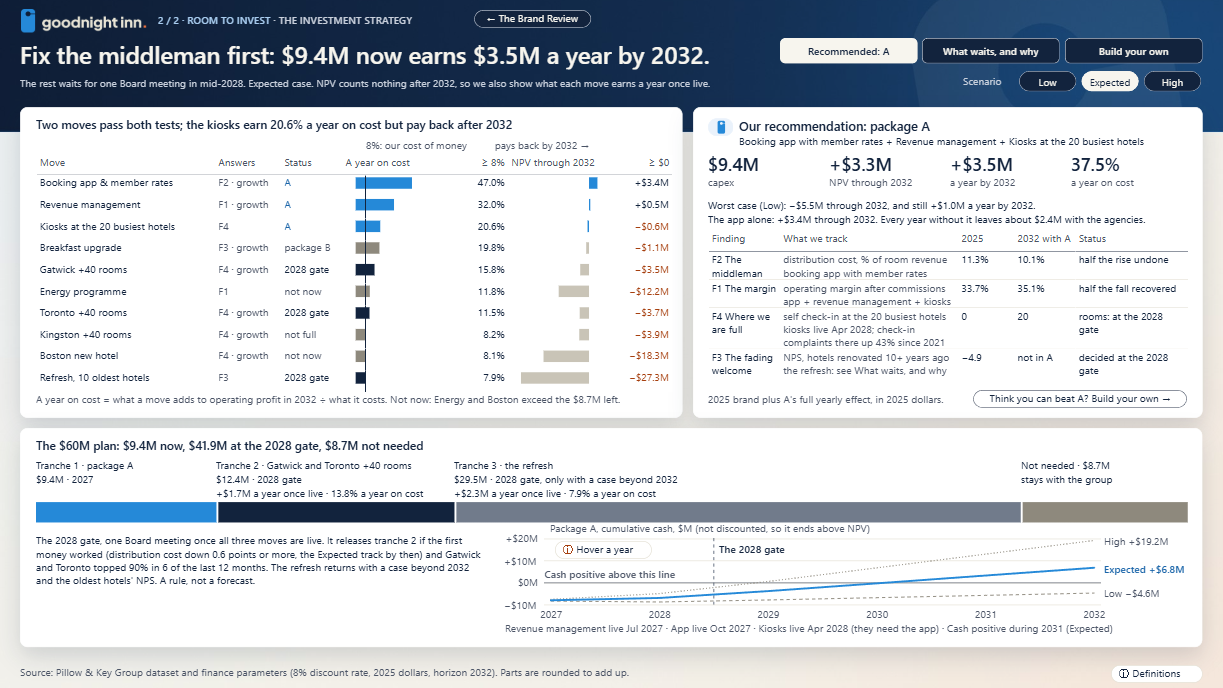 goodnight inn.
2 / 2 · ROOM TO INVEST · THE INVESTMENT STRATEGY
← The Brand Review
Fix the middleman first: $9.4M now earns $3.5M a year by 2032.
The rest waits for one Board meeting in mid-2028. Expected case. NPV counts nothing after 2032, so we also show what each move earns a year once live.
Recommended: A
What waits, and why
Build your own
Scenario
Low
Expected
High
Two moves pass both tests; the kiosks earn 20.6% a year on cost but pay back after 2032
8%: our cost of money
pays back by 2032 →
Move Answers Status A year on cost ≥ 8% NPV through 2032 ≥ $0
Booking app & member rates F2 · growth A 47.0% +$3.4M
Revenue management F1 · growth A 32.0% +$0.5M
Kiosks at the 20 busiest hotels F4 A 20.6% −$0.6M
Breakfast upgrade F3 · growth package B 19.8% −$1.1M
Gatwick +40 rooms F4 · growth 2028 gate 15.8% −$3.5M
Energy programme F1 not now 11.8% −$12.2M
Toronto +40 rooms F4 · growth 2028 gate 11.5% −$3.7M
Kingston +40 rooms F4 · growth not full 8.2% −$3.9M
Boston new hotel F4 · growth not now 8.1% −$18.3M
Refresh, 10 oldest hotels F3 2028 gate 7.9% −$27.3M
A year on cost = what a move adds to operating profit in 2032 ÷ what it costs. Not now: Energy and Boston exceed the $8.7M left.
Our recommendation: package A
Booking app with member rates + Revenue management + Kiosks at the 20 busiest hotels
$9.4M +$3.3M +$3.5M 37.5%
capex NPV through 2032 a year by 2032 a year on cost
Worst case (Low): −$5.5M through 2032, and still +$1.0M a year by 2032.
The app alone: +$3.4M through 2032. Every year without it leaves about $2.4M with the agencies.
Finding What we track 2025 2032 with A Status
F2 The middleman distribution cost, % of room revenue booking app with member rates 11.3% 10.1% half the rise undone
F1 The margin operating margin after commissions app + revenue management + kiosks 33.7% 35.1% half the fall recovered
F4 Where we are full self check-in at the 20 busiest hotels kiosks live Apr 2028; check-in complaints there up 43% since 2021 0 20 rooms: at the 2028 gate
F3 The fading welcome NPS, hotels renovated 10+ years ago the refresh: see What waits, and why −4.9 not in A decided at the 2028 gate
2025 brand plus A's full yearly effect, in 2025 dollars.
Think you can beat A? Build your own →
The $60M plan: $9.4M now, $41.9M at the 2028 gate, $8.7M not needed
Tranche 1 · package A
$9.4M · 2027
Tranche 2 · Gatwick and Toronto +40 rooms
$12.4M · 2028 gate
+$1.7M a year once live · 13.8% a year on cost
Tranche 3 · the refresh
$29.5M · 2028 gate, only with a case beyond 2032
+$2.3M a year once live · 7.9% a year on cost
Not needed · $8.7M
stays with the group
The 2028 gate, one Board meeting once all three moves are live. It releases tranche 2 if the first
money worked (distribution cost down 0.6 points or more, the Expected track by then) and Gatwick
and Toronto topped 90% in 6 of the last 12 months. The refresh returns with a case beyond 2032
and the oldest hotels' NPS. A rule, not a forecast.
Package A, cumulative cash, $M (not discounted, so it ends above NPV)
+$20M
+$10M
$0M
−$10M
Hover a year
The 2028 gate
Cash positive above this line
High +$19.2M
Expected +$6.8M
Low −$4.6M
2027 2028 2029 2030 2031 2032
Revenue management live Jul 2027 · App live Oct 2027 · Kiosks live Apr 2028 (they need the app) · Cash positive during 2031 (Expected)
Source: Pillow & Key Group dataset and finance parameters (8% discount rate, 2025 dollars, horizon 2032). Parts are rounded to add up.
Definitions